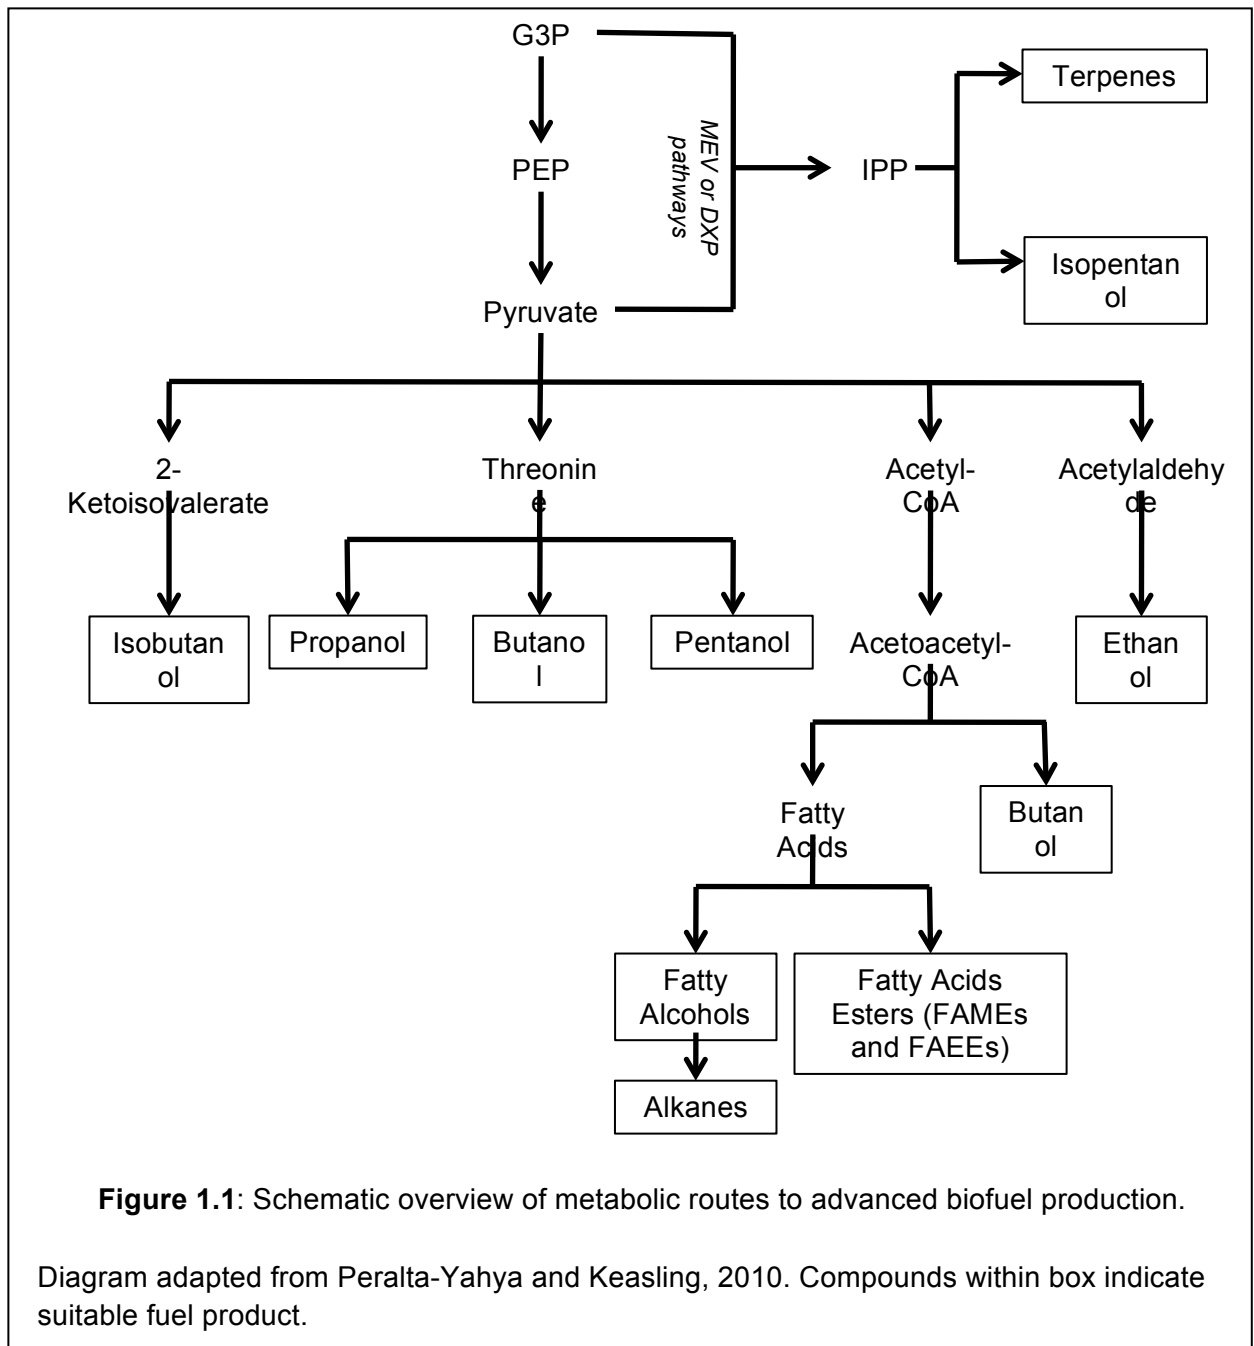 G3P
Terpenes
MEV or DXP
pathways
PEP
IPP
Isopentan
ol
Pyruvate
2-
Ketoisovalerate
Threonin
e
Acetyl-
CoA
Acetylaldehy
de
Isobutan
ol
Propanol
Butano
l
Pentanol
Acetoacetyl-
CoA
Ethan
ol
Fatty
Acids
Butan
ol
Fatty
Alcohols
Fatty Acids
Esters (FAMEs
and FAEEs)
Alkanes
Figure 1.1: Schematic overview of metabolic routes to advanced biofuel production.
Diagram adapted from Peralta-Yahya and Keasling, 2010. Compounds within box indicate
suitable fuel product.